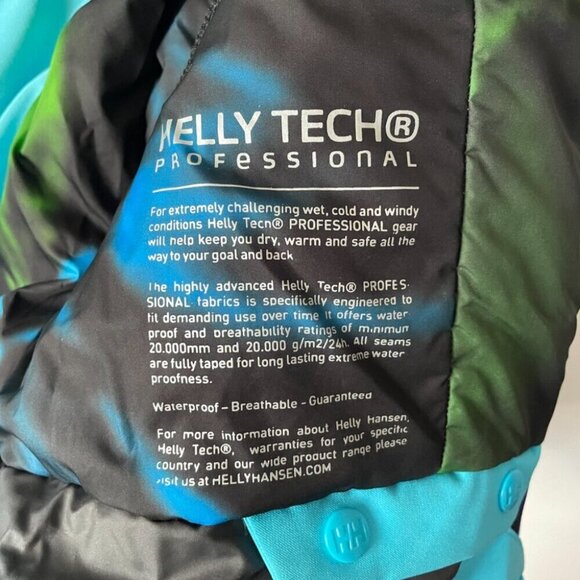 HELLY TECH®
PROFESSIONAL
For extremely challenging wet, cold and windy
conditions Helly Tech® PROFESSIONAL gear
will help keep you dry, warm and safe all the
way to your goal and back
The highly advanced Helly Tech® PROFES-
SIONAL fabrics is specifically engineered to
fit demanding use over time It offers water
proof and breathability ratings of minimun
20.000mm and 20.000 g/m2/24h. All seams
are fully taped for long lasting extreme water
proofness.
Waterproof – Breathable - Guaranteed
For more information about Helly Hansen,
Helly Tech®, warranties for your specific
country and our wide product range please
visit us at HELLYHANSEN.COM
HH
HH